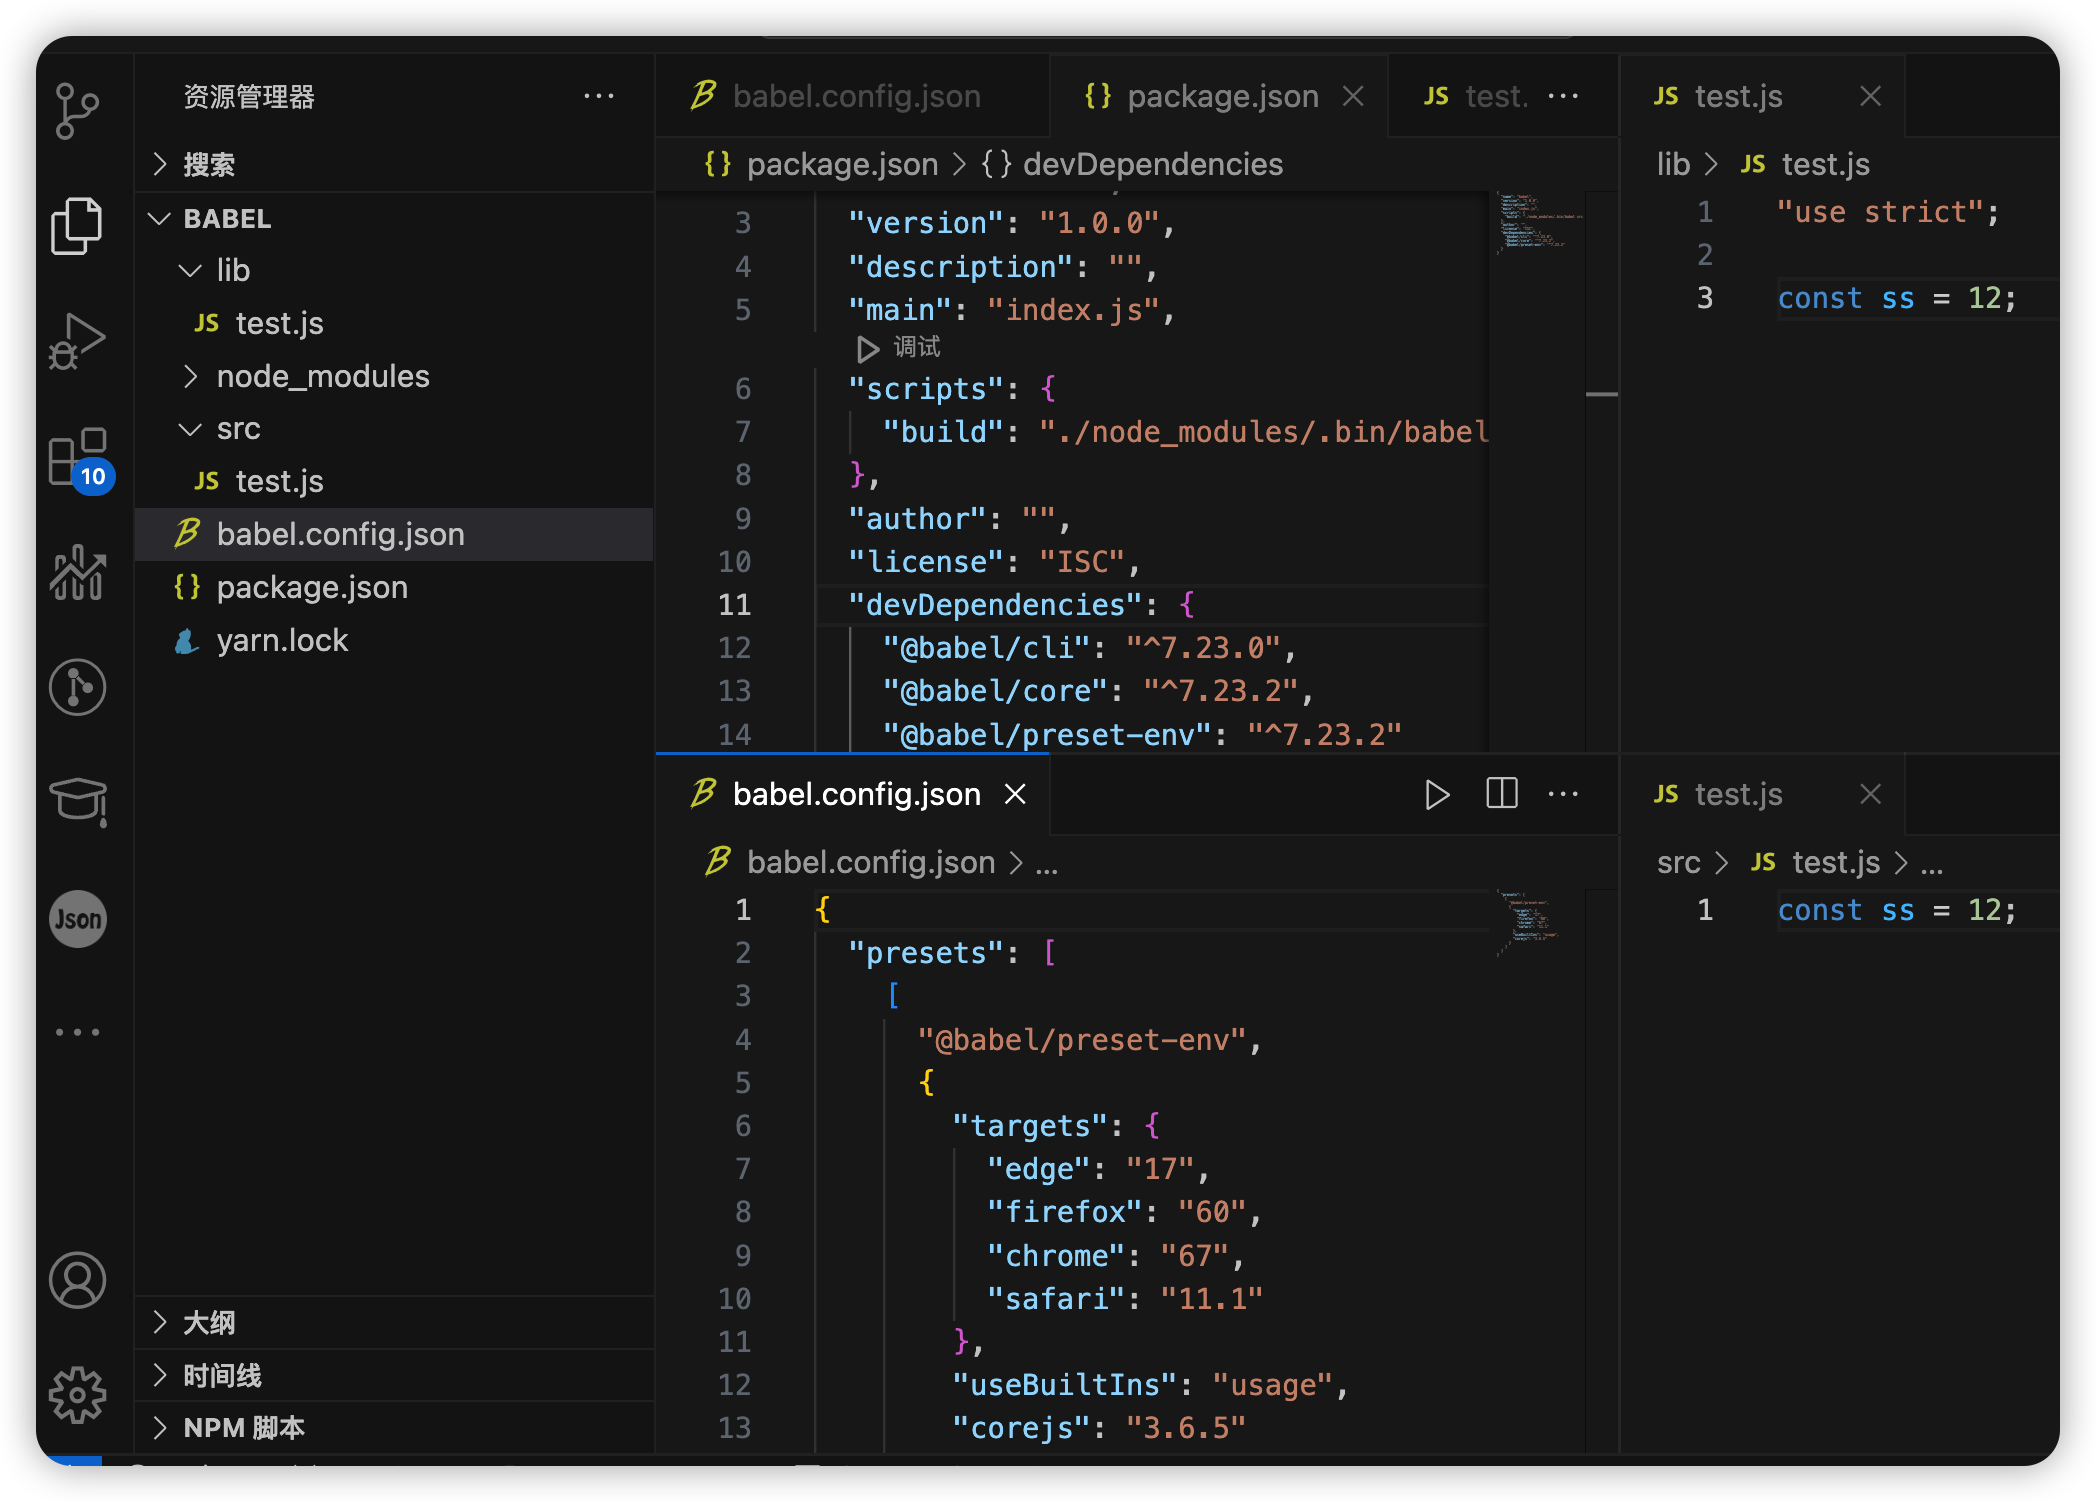 资源管理器
搜索
BABEL
lib
JS test.js
node_modules
src
JS test.js
babel.config.json
{} package.json
yarn.lock
大纲
时间线
NPM 脚本
10
Json
babel.config.json
{} package.json
JS test.
{} package.json > {} devDependencies
3 "version": "1.0.0",
4 "description": "",
5 "main": "index.js",
调试
6 "scripts": {
7 "build": "./node_modules/.bin/babel
8 },
9 "author": "",
10 "license": "ISC",
11 "devDependencies": {
12 "@babel/cli": "^7.23.0",
13 "@babel/core": "^7.23.2",
14 "@babel/preset-env": "^7.23.2"
JS test.js
lib > JS test.js
1 "use strict";
2
3 const ss = 12;
babel.config.json
babel.config.json > ...
1 {
2 "presets": [
3 [
4 "@babel/preset-env",
5 {
6 "targets": {
7 "edge": "17",
8 "firefox": "60",
9 "chrome": "67",
10 "safari": "11.1"
11 },
12 "useBuiltIns": "usage",
13 "corejs": "3.6.5"
JS test.js
src > JS test.js > ...
1 const ss = 12;